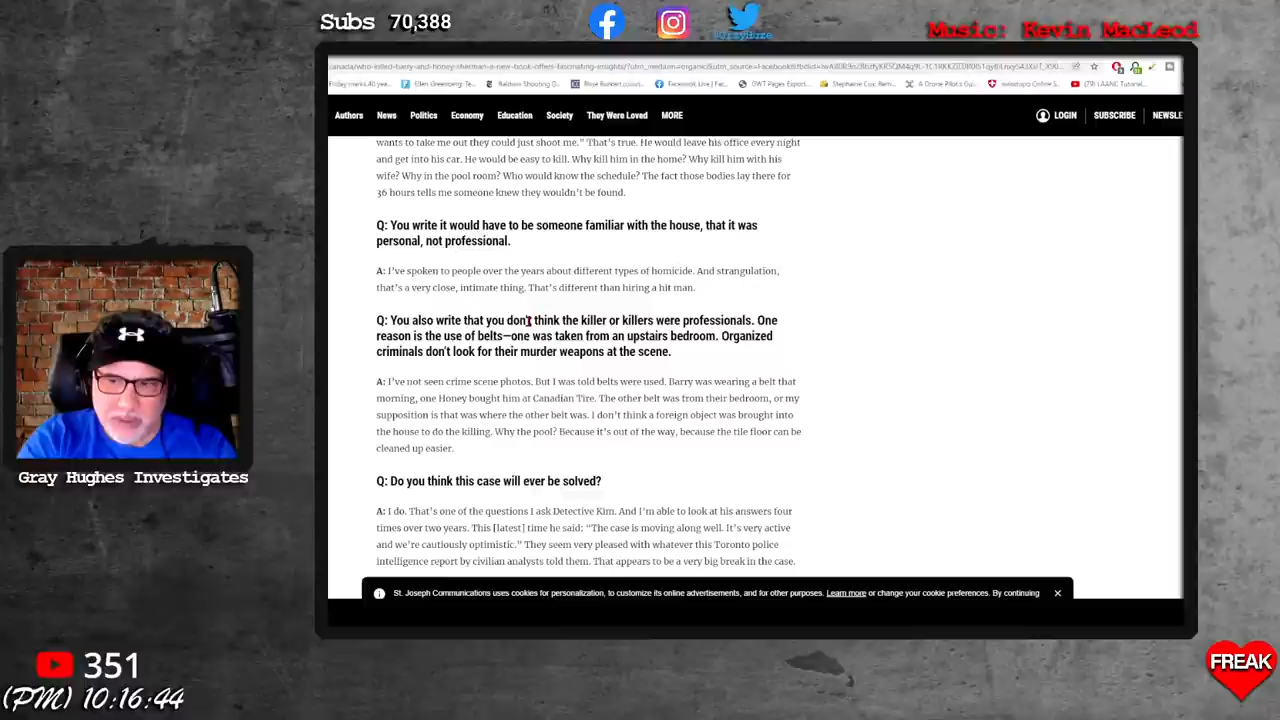 Subs 70,388
Music: Kevin MacLeod
Authors News Politics Economy Education Society They Were Loved MORE LOGIN SUBSCRIBE NEWSLE
wants to take me out they could just shoot me." That's true. He would leave his office every night
and get into his car. He would be easy to kill. Why kill him in the home? Why kill him with his
wife? Why in the pool room? Who would know the schedule? The fact those bodies lay there for
36 hours tells me someone knew they wouldn't be found.
Q: You write it would have to be someone familiar with the house, that it was
personal, not professional.
A: I've spoken to people over the years about different types of homicide. And strangulation,
that's a very close, intimate thing. That's different than hiring a hit man.
Q: You also write that you don't think the killer or killers were professionals. One
reason is the use of belts—one was taken from an upstairs bedroom. Organized
criminals don't look for their murder weapons at the scene.
A: I've not seen crime scene photos. But I was told belts were used. Barry was wearing a belt that
morning, one Honey bought him at Canadian Tire. The other belt was from their bedroom, or my
supposition is that was where the other belt was. I don't think a foreign object was brought into
the house to do the killing. Why the pool? Because it's out of the way, because the tile floor can be
cleaned up easier.
Q: Do you think this case will ever be solved?
A: I do. That's one of the questions I ask Detective Kim. And I'm able to look at his answers four
times over two years. This [latest] time he said: "The case is moving along well. It's very active
and we're cautiously optimistic." They seem very pleased with whatever this Toronto police
intelligence report by civilian analysts told them. That appears to be a very big break in the case.
St. Joseph Communications uses cookies for personalization, to customize its online advertisements, and for other purposes. Learn more or change your cookie preferences. By continuing
Gray Hughes Investigates
351
(PM) 10:16:44
FREAK